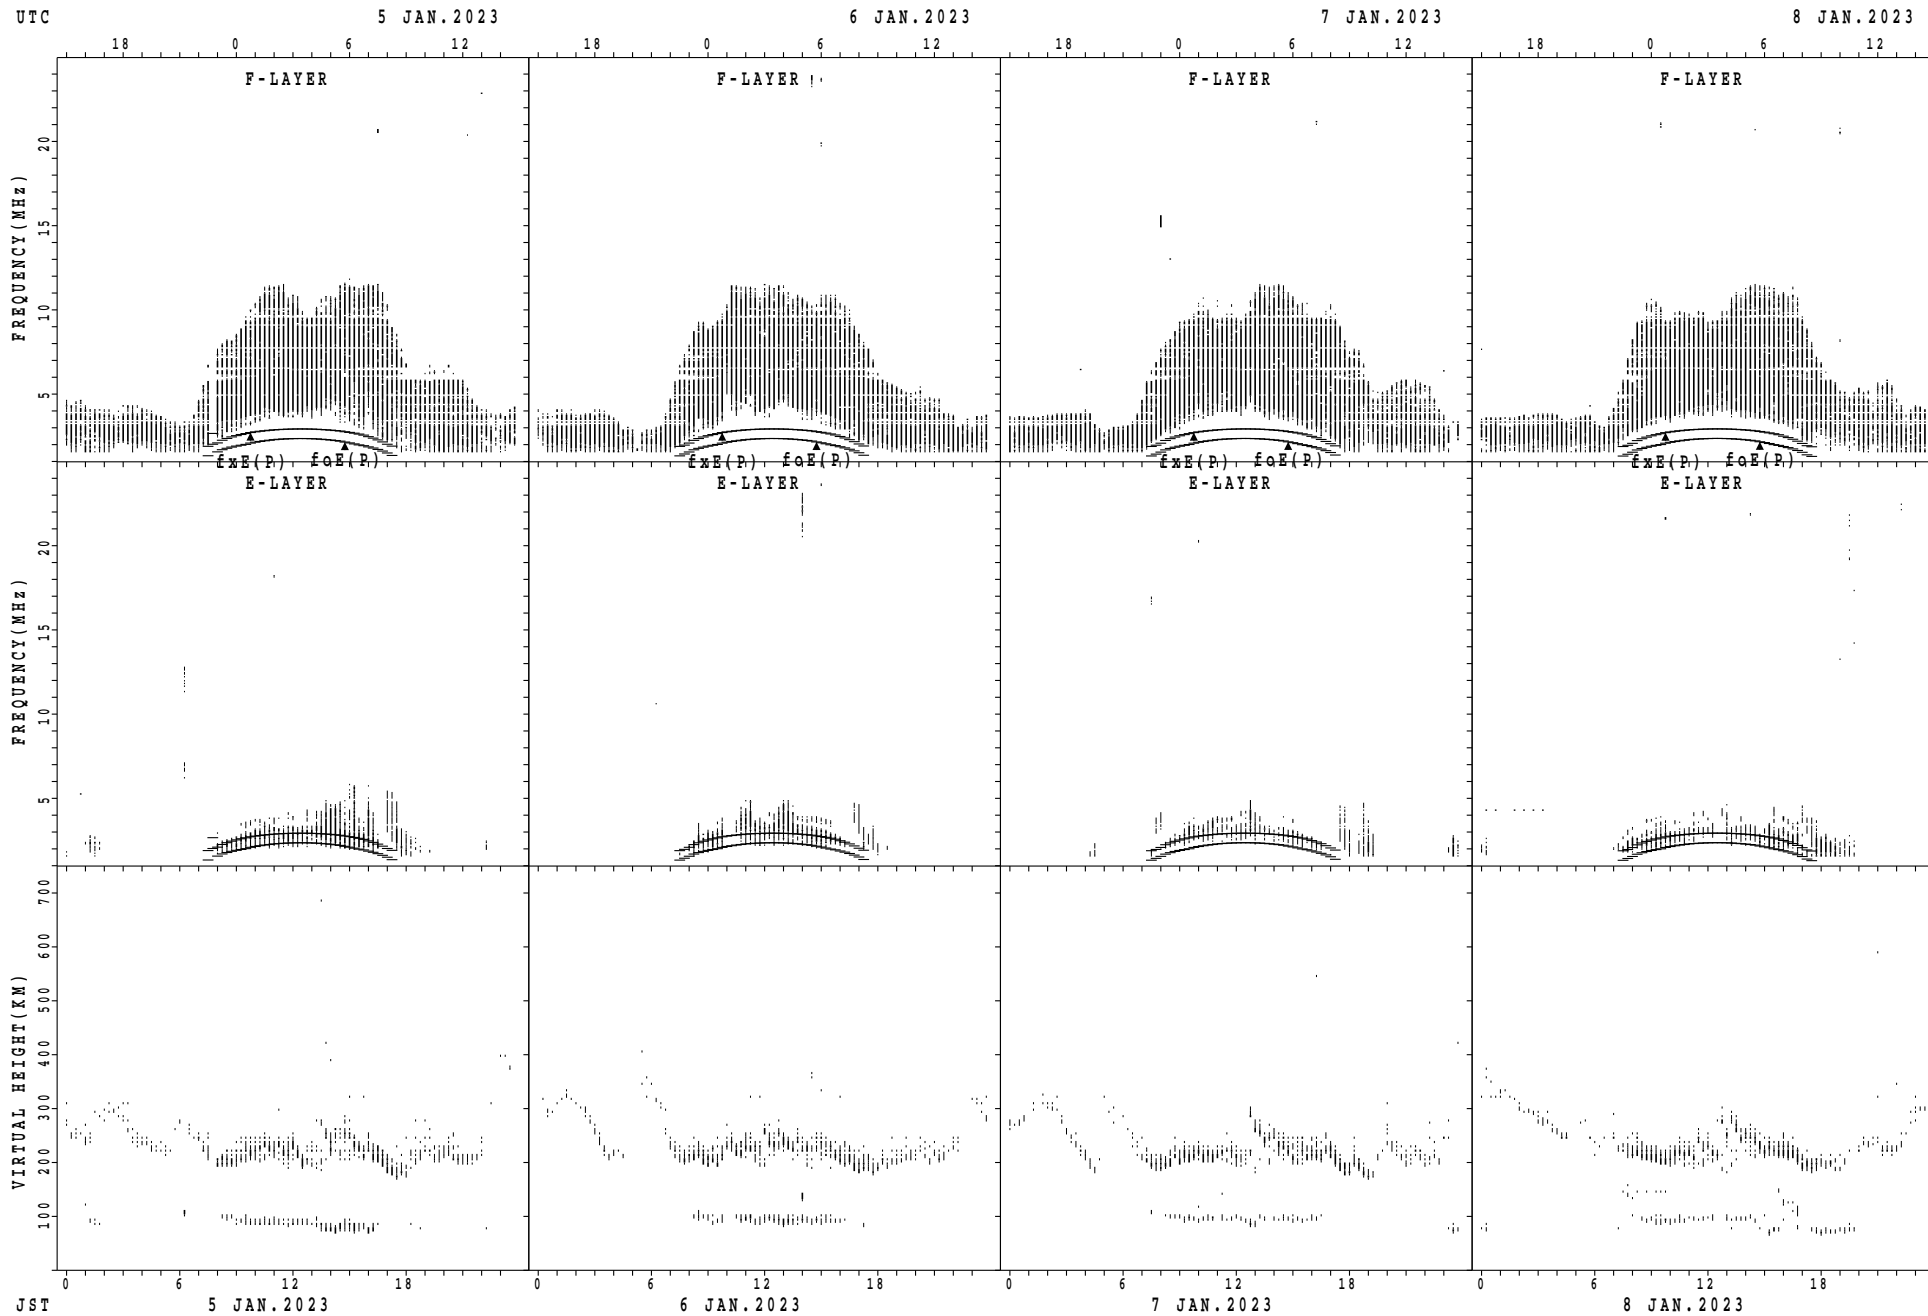 UTC 5 JAN.2023 6 JAN.2023 7 JAN.2023 8 JAN.2023
18 0 6 12 18 0 6 12 18 0 6 12 18 0 6 12
F-LAYER F-LAYER F-LAYER F-LAYER
FREQUENCY(MHz)
20
15
10
5
fxE(P) foE(P) fxE(P) foE(P) fxE(P) foE(P) fxE(P) foE(P)
E-LAYER E-LAYER E-LAYER E-LAYER
FREQUENCY(MHz)
20
15
10
5
VIRTUAL HEIGHT(KM)
700
600
500
400
300
200
100
0 6 12 18 0 6 12 18 0 6 12 18 0 6 12 18
JST 5 JAN.2023 6 JAN.2023 7 JAN.2023 8 JAN.2023